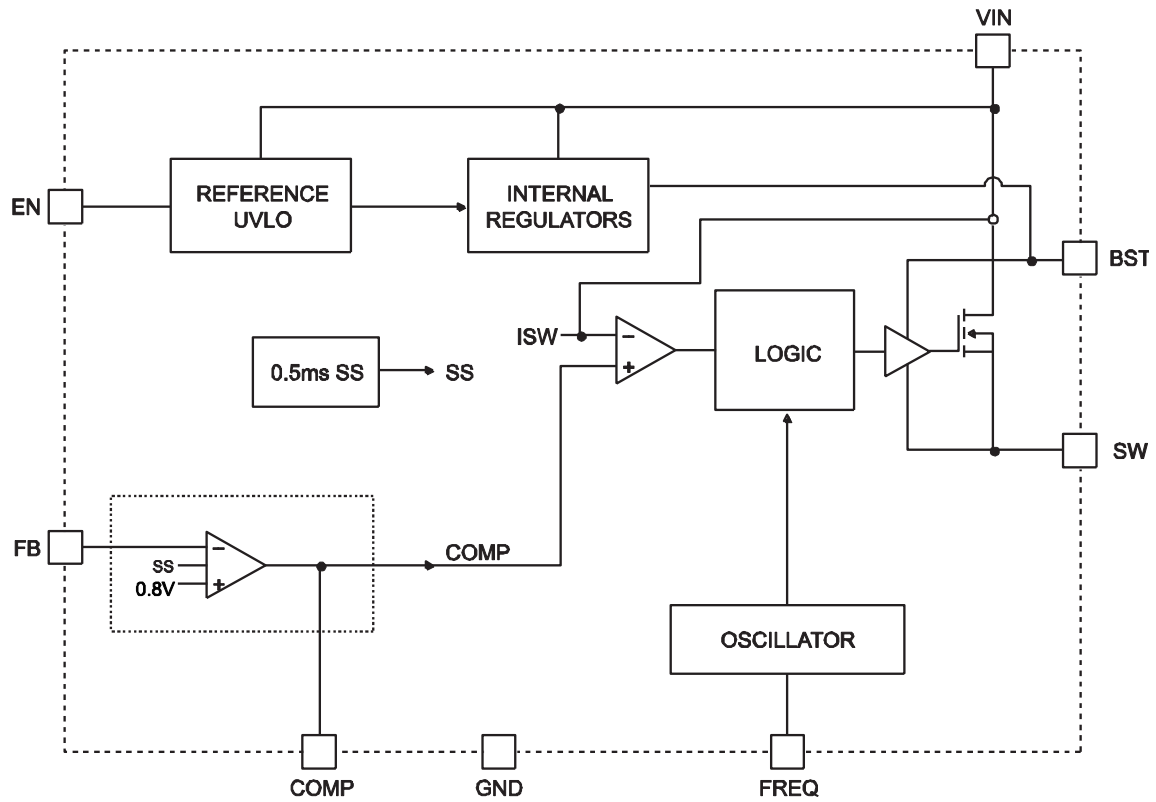 VIN
EN
REFERENCE
UVLO
INTERNAL
REGULATORS
BST
ISW
−
+
LOGIC
0.5ms SS
SS
SW
FB
−
SS
0.8V
+
COMP
OSCILLATOR
COMP
GND
FREQ